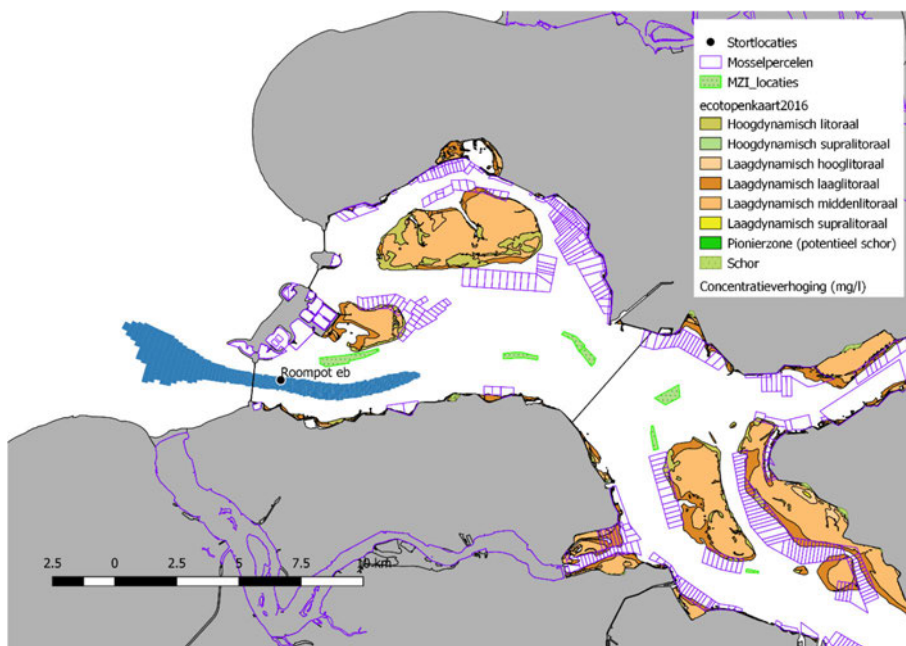 Stortlocaties
Mosselpercelen
MZI_locaties
ecotopenkaart2016
Hoogdynamisch litoraal
Hoogdynamisch supralitoraal
Laagdynamisch hooglitoraal
Laagdynamisch laaglitoraal
Laagdynamisch middenlitoraal
Laagdynamisch supralitoraal
Pionierzone (potentieel schor)
Schor
Concentratieverhoging (mg/l)
Roompot eb
2.5 0 2.5 5 7.5 10 km